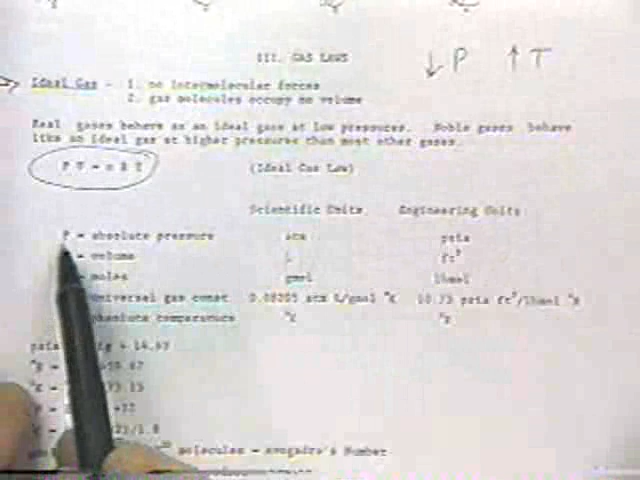 III. GAS LAWS
↓ P ↑ T
Ideal Gas - 1. no intermolecular forces
2. gas molecules occupy no volume
Real gases behave as an ideal gase at low pressures. Noble gases behave
like an ideal gas at higher pressures than most other gases.
P V = n R T (Ideal Gas Law)
Scientific Units Engineering Units
P = absolute pressure atm psia
= volume L ft³
= moles gmol lbmol
universal gas const 0.08205 atm L/gmol °K 10.73 psia ft³/lbmol °R
absolute temperature °K °R
psia + 14.67
°R =
°K =
molecules = avogadro's Number